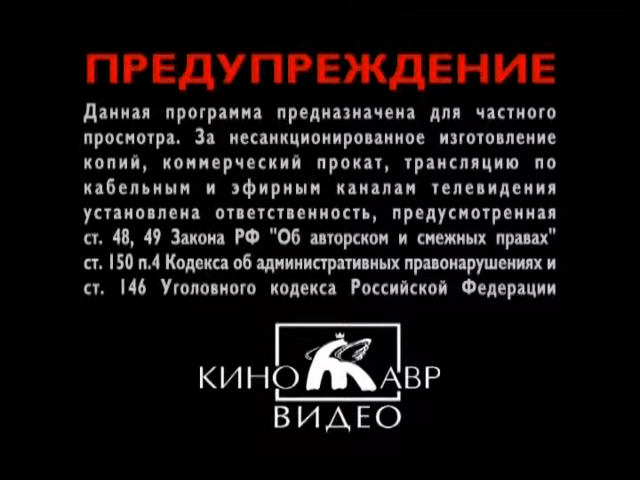 ПРЕДУПРЕЖДЕНИЕ
Данная программа предназначена для частного
просмотра. За несанкционированное изготовление
копий, коммерческий прокат, трансляцию по
кабельным и эфирным каналам телевидения
установлена ответственность, предусмотренная
ст. 48, 49 Закона РФ "Об авторском и смежных правах"
ст. 150 п.4 Кодекса об административных правонарушениях и
ст. 146 Уголовного кодекса Российской Федерации
КИНОТАВР
ВИДЕО